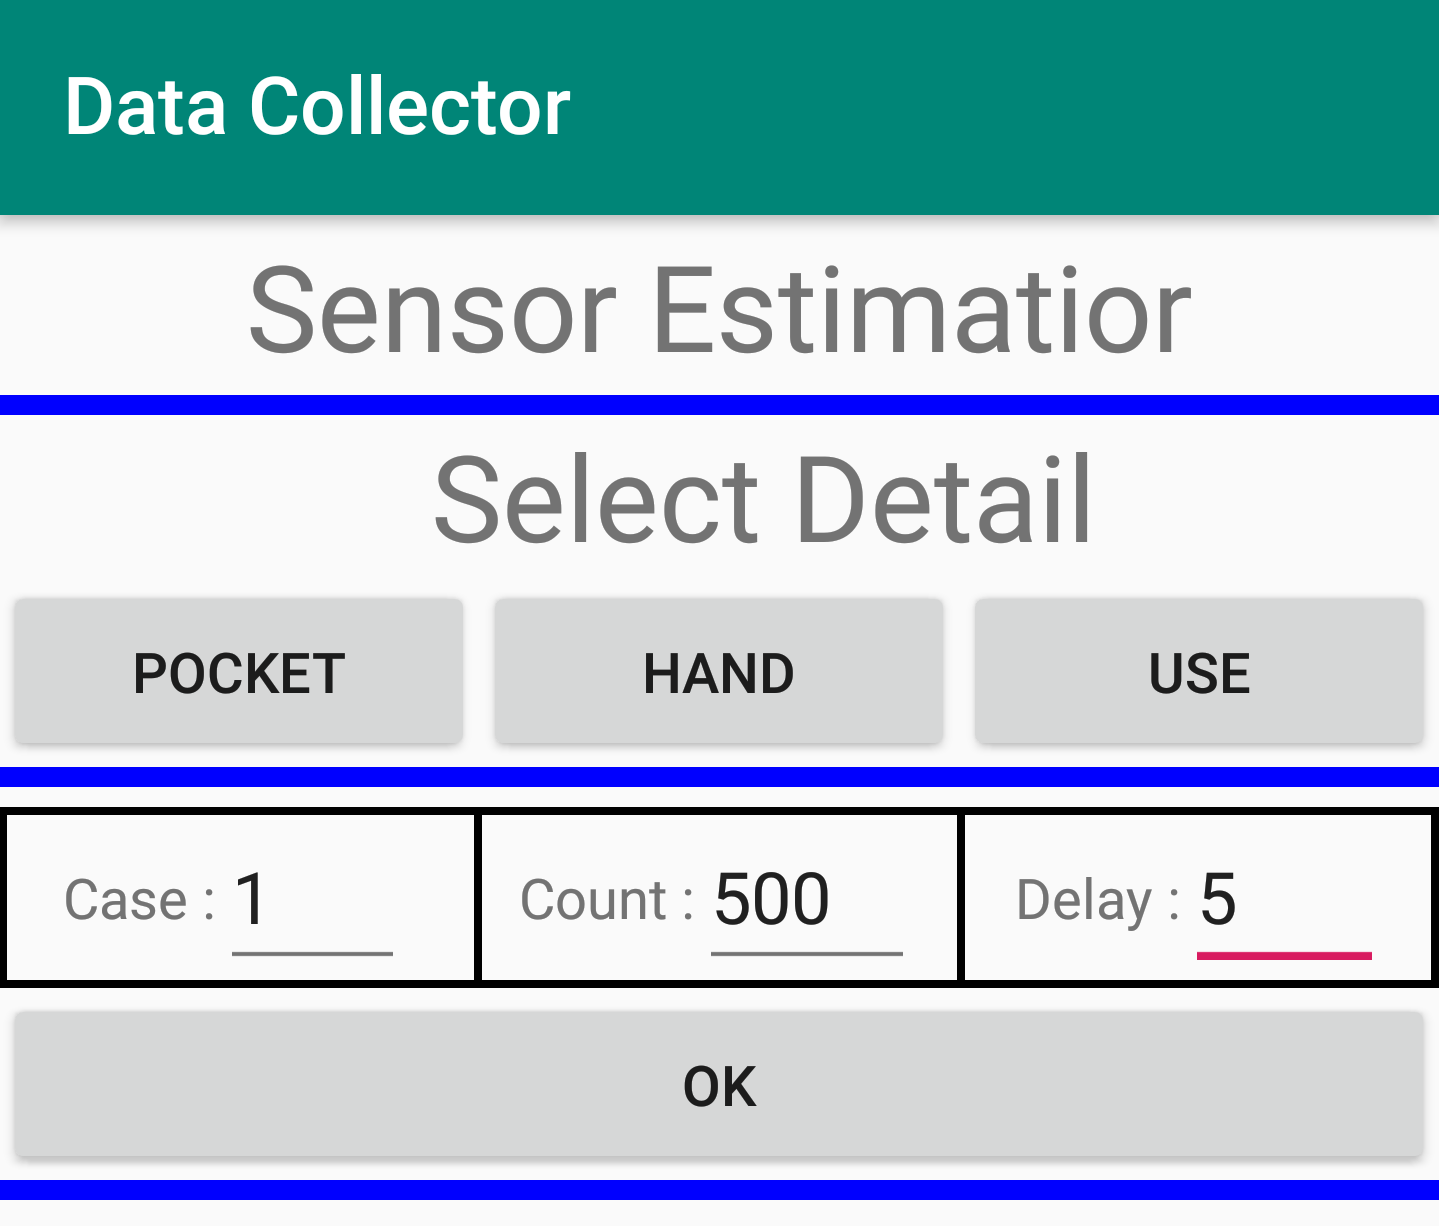 Data Collector
Sensor Estimatior
Select Detail
POCKET HAND USE
Case : 1 Count : 500 Delay : 5
OK